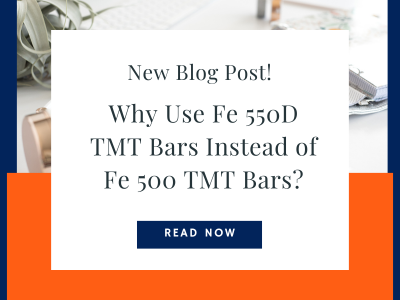 New Blog Post!
Why Use Fe 550D
TMT Bars Instead of
Fe 500 TMT Bars?
READ NOW